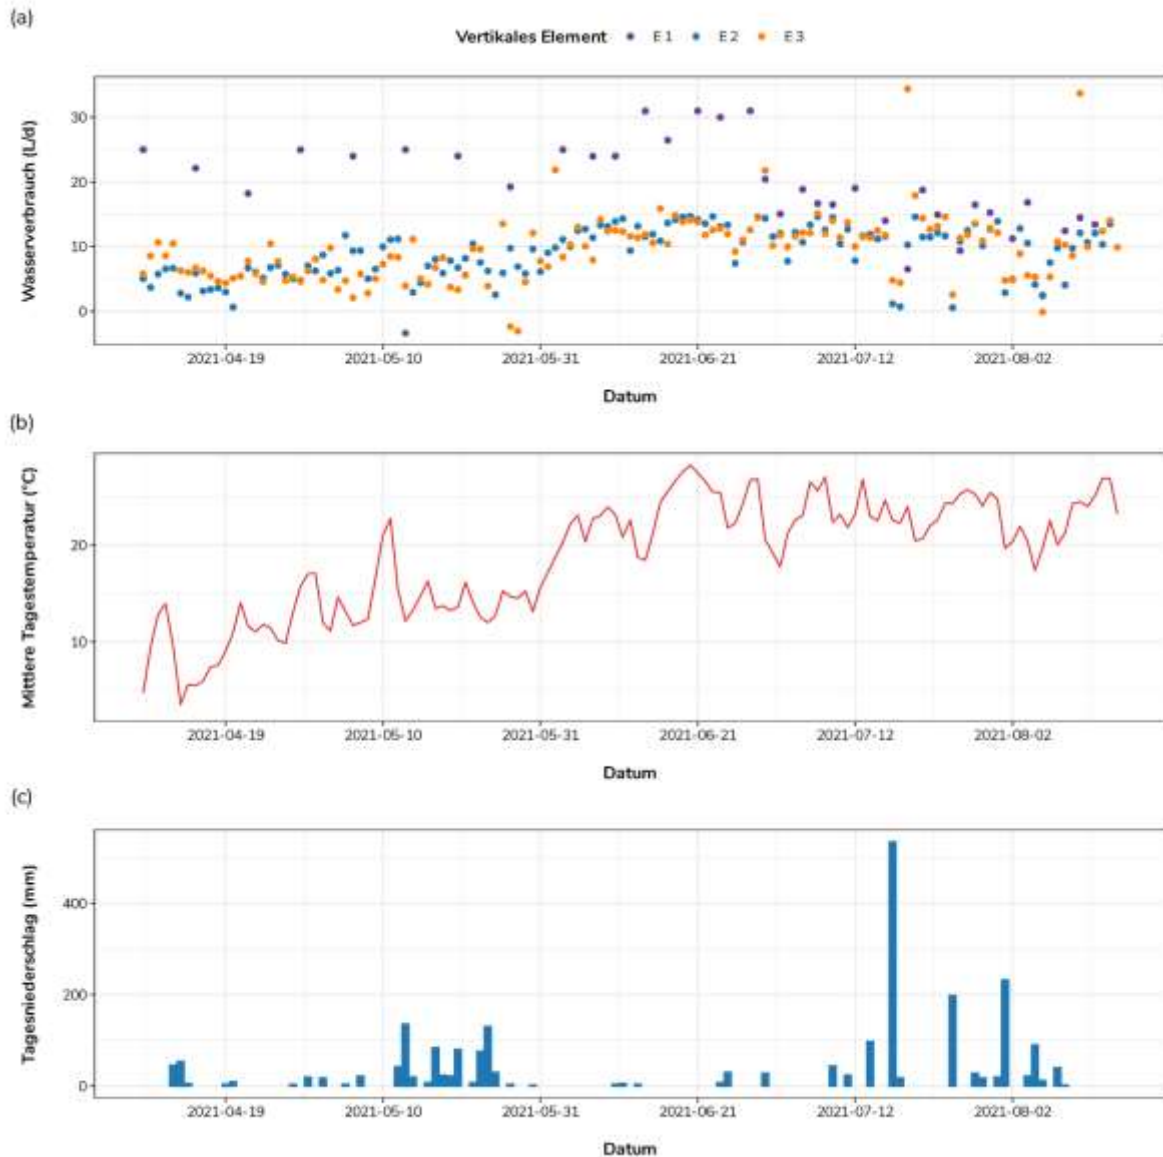 (a)
Vertikales Element E 1 E 2 E 3
Wasserverbrauch (L/d)
30
20
10
0
2021-04-19 2021-05-10 2021-05-31 2021-06-21 2021-07-12 2021-08-02
Datum
(b)
Mittlere Tagestemperatur (°C)
20
10
2021-04-19 2021-05-10 2021-05-31 2021-06-21 2021-07-12 2021-08-02
Datum
(c)
Tagesniederschlag (mm)
400
200
0
2021-04-19 2021-05-10 2021-05-31 2021-06-21 2021-07-12 2021-08-02
Datum